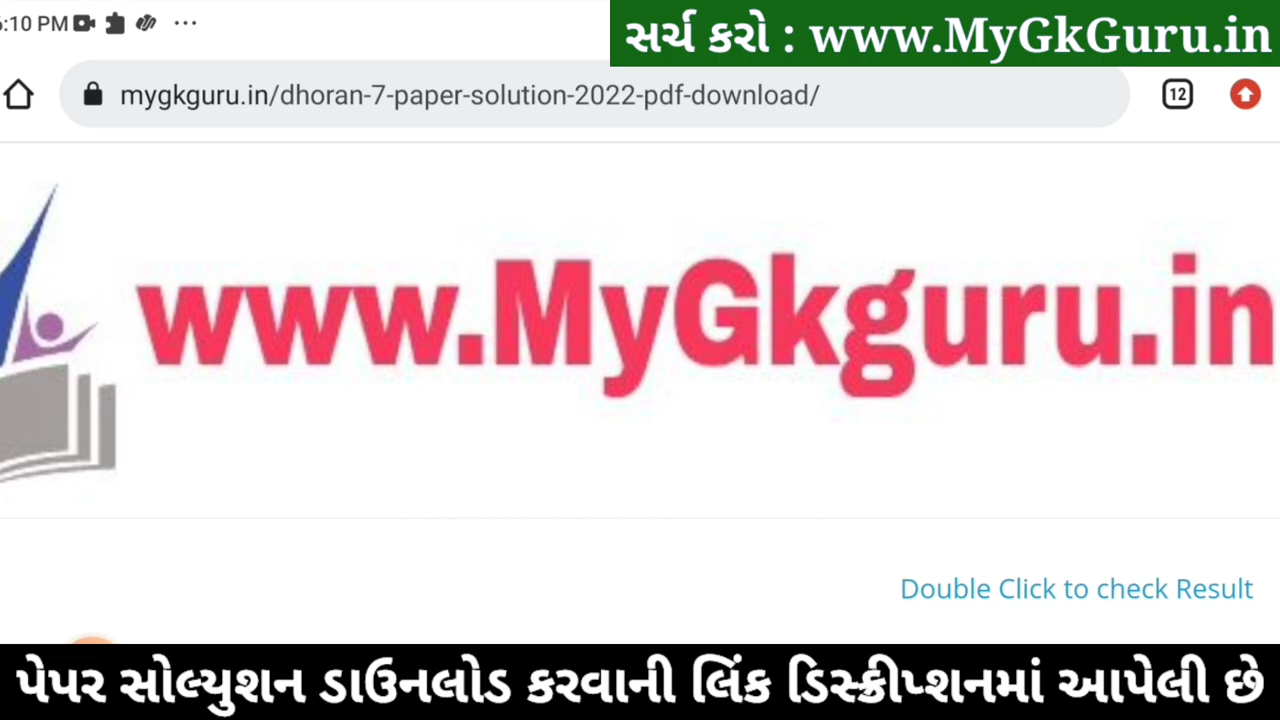 6:10 PM
સર્ચ કરો : www.MyGkGuru.in
mygkguru.in/dhoran-7-paper-solution-2022-pdf-download/
12
www.MyGkguru.in
Double Click to check Result
પેપર સોલ્યુશન ડાઉનલોડ કરવાની લિંક ડિસ્ક્રીપ્શનમાં આપેલી છે